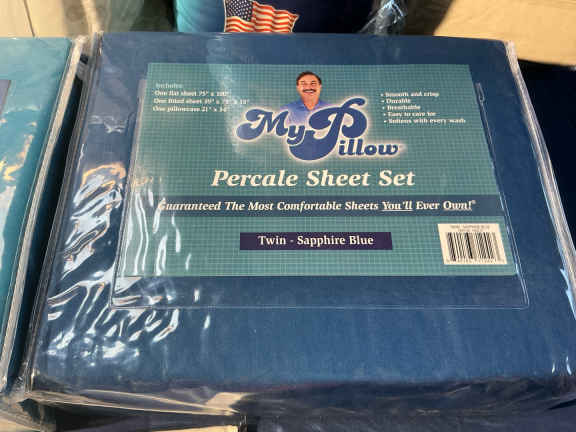 Includes:
One flat sheet 75" x 100"
One fitted sheet 39" x 75" x 18"
One pillowcase 21" x 34"
• Smooth and crisp
• Durable
• Breathable
• Easy to care for
• Softens with every wash
MyPillow
Percale Sheet Set
Guaranteed The Most Comfortable Sheets You'll Ever Own!®
Twin - Sapphire Blue